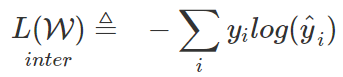 L(𝒲) ≜ - ∑ yᵢlog(ŷᵢ)
inter i